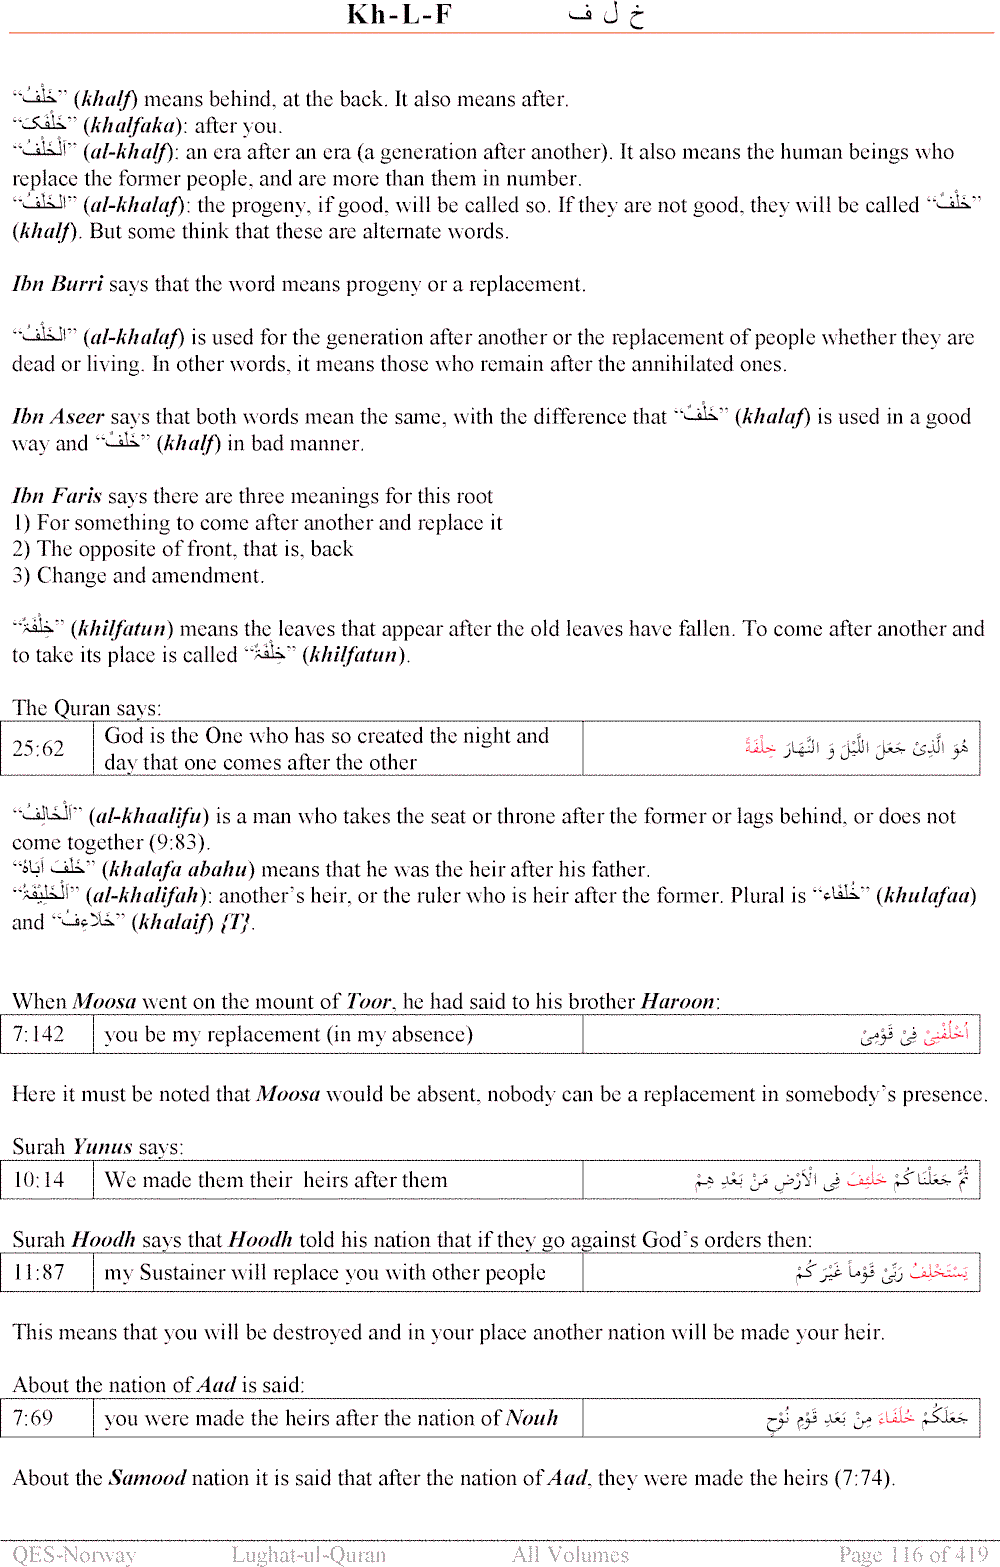 Kh-L-F خ ل ف
“خَلْفُ” (khalf) means behind, at the back. It also means after.
“خَلْفَکَ” (khalfaka): after you.
“اَلْخَلْفُ” (al-khalf): an era after an era (a generation after another). It also means the human beings who
replace the former people, and are more than them in number.
“الخَلَفُ” (al-khalaf): the progeny, if good, will be called so. If they are not good, they will be called “خَلْفٌ”
(khalf). But some think that these are alternate words.
Ibn Burri says that the word means progeny or a replacement.
“الخَلْفُ” (al-khalaf) is used for the generation after another or the replacement of people whether they are
dead or living. In other words, it means those who remain after the annihilated ones.
Ibn Aseer says that both words mean the same, with the difference that “خَلْفٌ” (khalaf) is used in a good
way and “خَلَفٌ” (khalf) in bad manner.
Ibn Faris says there are three meanings for this root
1) For something to come after another and replace it
2) The opposite of front, that is, back
3) Change and amendment.
“خِلْفَۃٌ” (khilfatun) means the leaves that appear after the old leaves have fallen. To come after another and
to take its place is called “خِلْفَۃٌ” (khilfatun).
The Quran says:
25:62 God is the One who has so created the night and
day that one comes after the other هُوَ الَّذِیْ جَعَلَ اللَّیْلَ وَ النَّهَارَ خِلْفَةً
“اَلْخَالِفُ” (al-khaalifu) is a man who takes the seat or throne after the former or lags behind, or does not
come together (9:83).
“خَلَفَ اَبَاہُ” (khalafa abahu) means that he was the heir after his father.
“اَلْخَلِیْفَۃُ” (al-khalifah): another’s heir, or the ruler who is heir after the former. Plural is “خُلَفَاء” (khulafaa)
and “خَلَاءِفُ” (khalaif) {T}.
When Moosa went on the mount of Toor, he had said to his brother Haroon:
7:142 you be my replacement (in my absence) اُخْلُفْنِیْ فِیْ قَوْمِیْ
Here it must be noted that Moosa would be absent, nobody can be a replacement in somebody’s presence.
Surah Yunus says:
10:14 We made them their heirs after them ثُمَّ جَعَلْنَاکُمْ خَلٰئِفَ فِی الْاَرْضِ مَنْ بَعْدِ هِمْ
Surah Hoodh says that Hoodh told his nation that if they go against God’s orders then:
11:87 my Sustainer will replace you with other people یَسْتَخْلِفُ رَبِّیْ قَوْماً غَیْرَ کُمْ
This means that you will be destroyed and in your place another nation will be made your heir.
About the nation of Aad is said:
7:69 you were made the heirs after the nation of Nouh جَعَلَکُمْ خُلَفَاءَ مِنْ بَعَدِ قَوْمِ نُوْحٍ
About the Samood nation it is said that after the nation of Aad, they were made the heirs (7:74).
QES-Norway Lughat-ul-Quran All Volumes Page 116 of 419